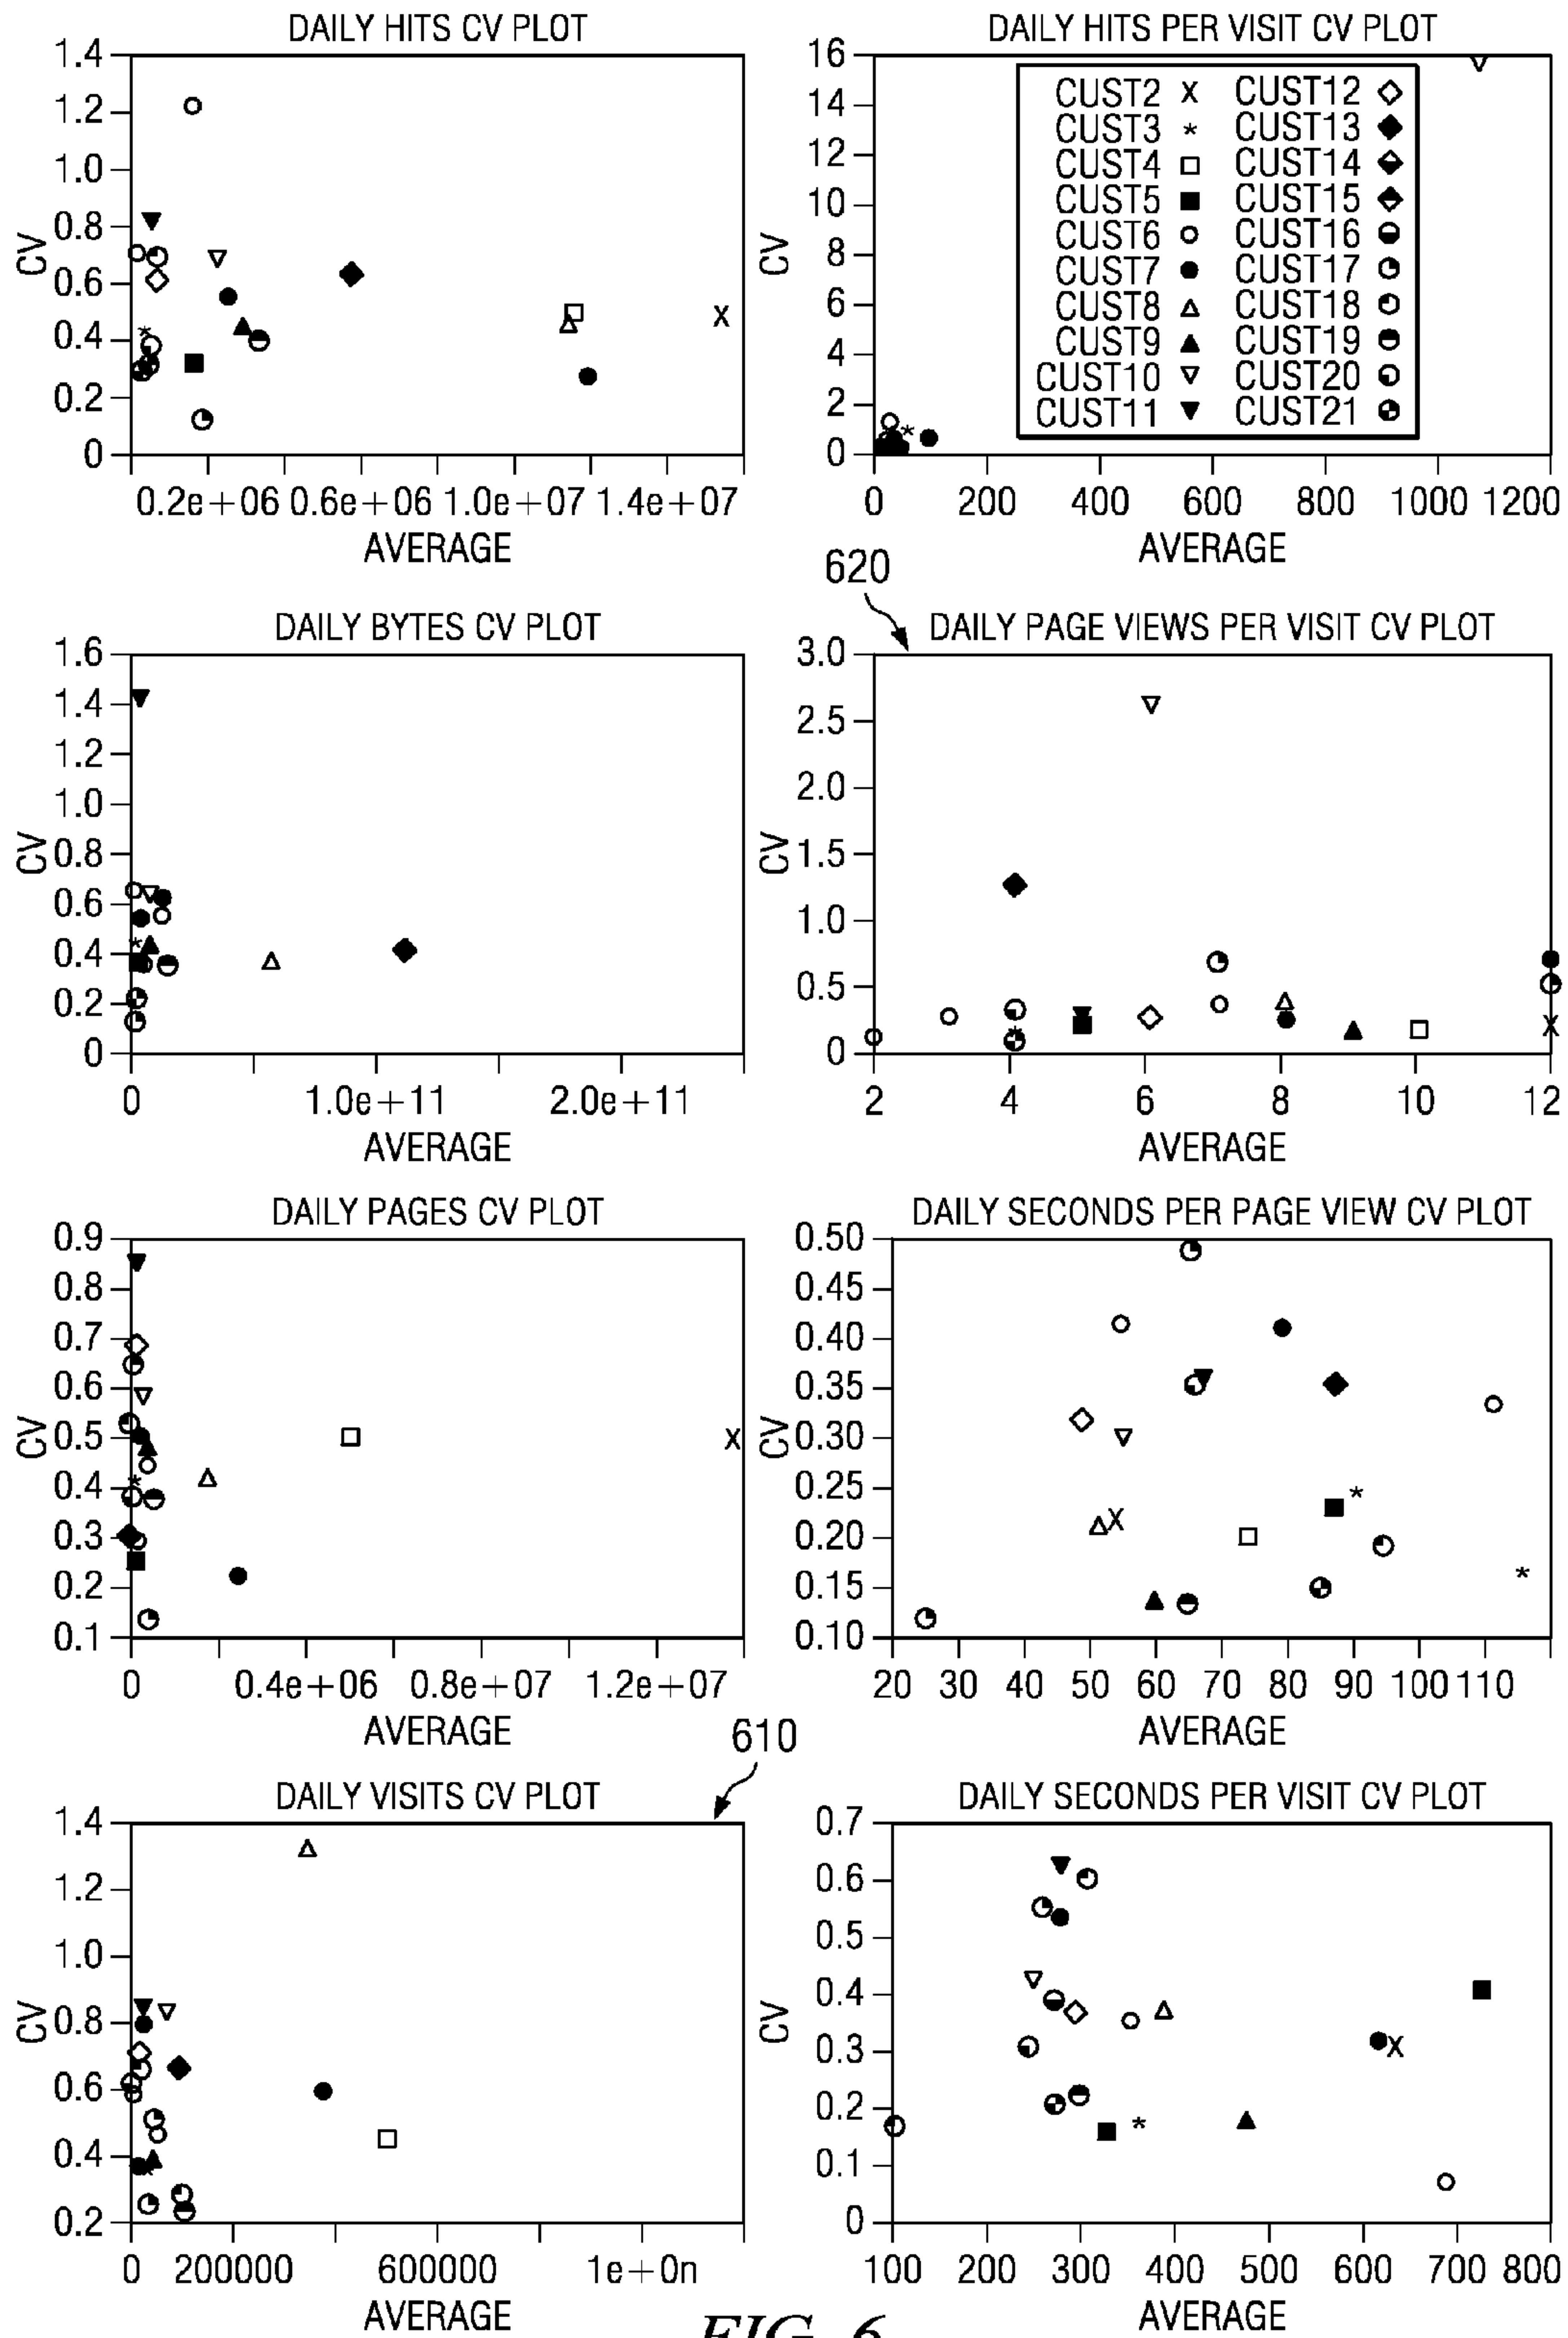 DAILY HITS CV PLOT
1.4
1.2
1.0
0.8
0.6
0.4
0.2
0
CV
0.2e+06 0.6e+06 1.0e+07 1.4e+07
AVERAGE
DAILY HITS PER VISIT CV PLOT
16
14
12
10
8
6
4
2
0
CV
CUST2 CUST12
CUST3 CUST13
CUST4 CUST14
CUST5 CUST15
CUST6 CUST16
CUST7 CUST17
CUST8 CUST18
CUST9 CUST19
CUST10 CUST20
CUST11 CUST21
0 200 400 600 800 1000 1200
AVERAGE
DAILY BYTES CV PLOT
1.6
1.4
1.2
1.0
0.8
0.6
0.4
0.2
0
CV
0 1.0e+11 2.0e+11
AVERAGE
620
DAILY PAGE VIEWS PER VISIT CV PLOT
3.0
2.5
2.0
1.5
1.0
0.5
0
CV
2 4 6 8 10 12
AVERAGE
DAILY PAGES CV PLOT
0.9
0.8
0.7
0.6
0.5
0.4
0.3
0.2
0.1
CV
0 0.4e+06 0.8e+07 1.2e+07
AVERAGE
DAILY SECONDS PER PAGE VIEW CV PLOT
0.50
0.45
0.40
0.35
0.30
0.25
0.20
0.15
0.10
CV
20 30 40 50 60 70 80 90 100 110
AVERAGE
610
DAILY VISITS CV PLOT
1.4
1.2
1.0
0.8
0.6
0.4
0.2
CV
0 200000 600000 1e+0n
AVERAGE
DAILY SECONDS PER VISIT CV PLOT
0.7
0.6
0.5
0.4
0.3
0.2
0.1
0
CV
100 200 300 400 500 600 700 800
AVERAGE
FIG. 6